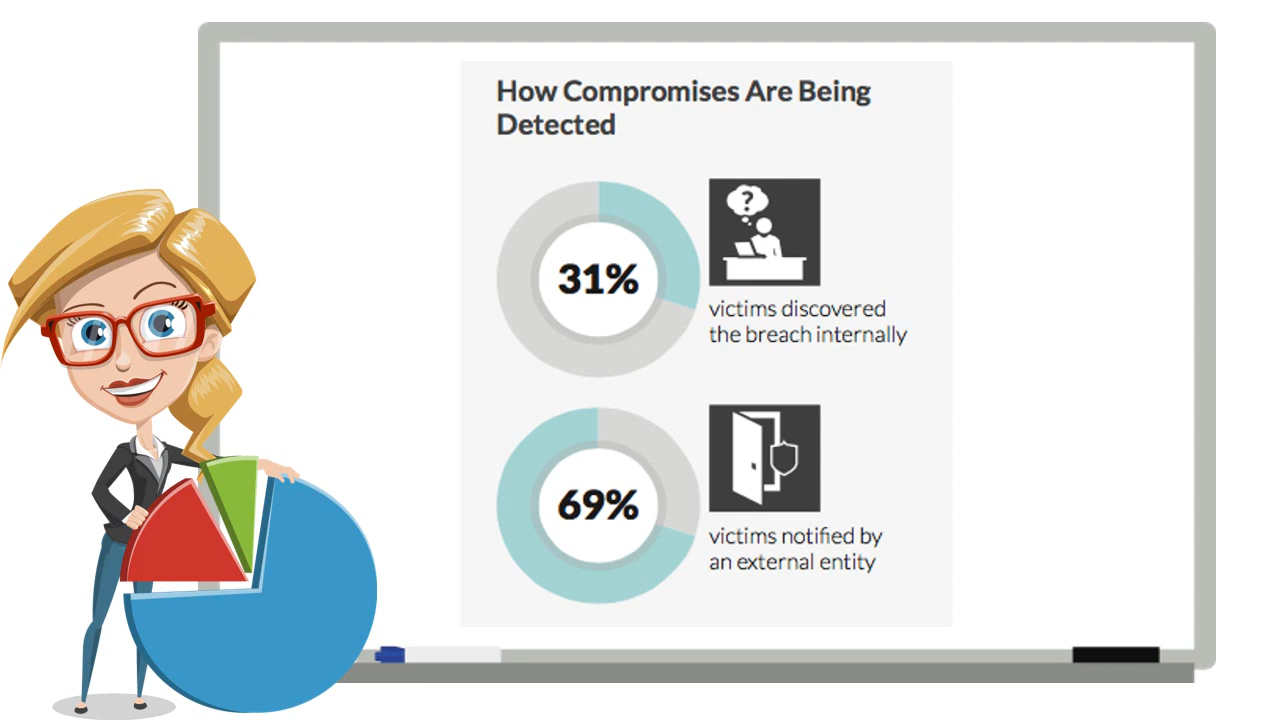 How Compromises Are Being
Detected
31%
victims discovered
the breach internally
69%
victims notified by
an external entity